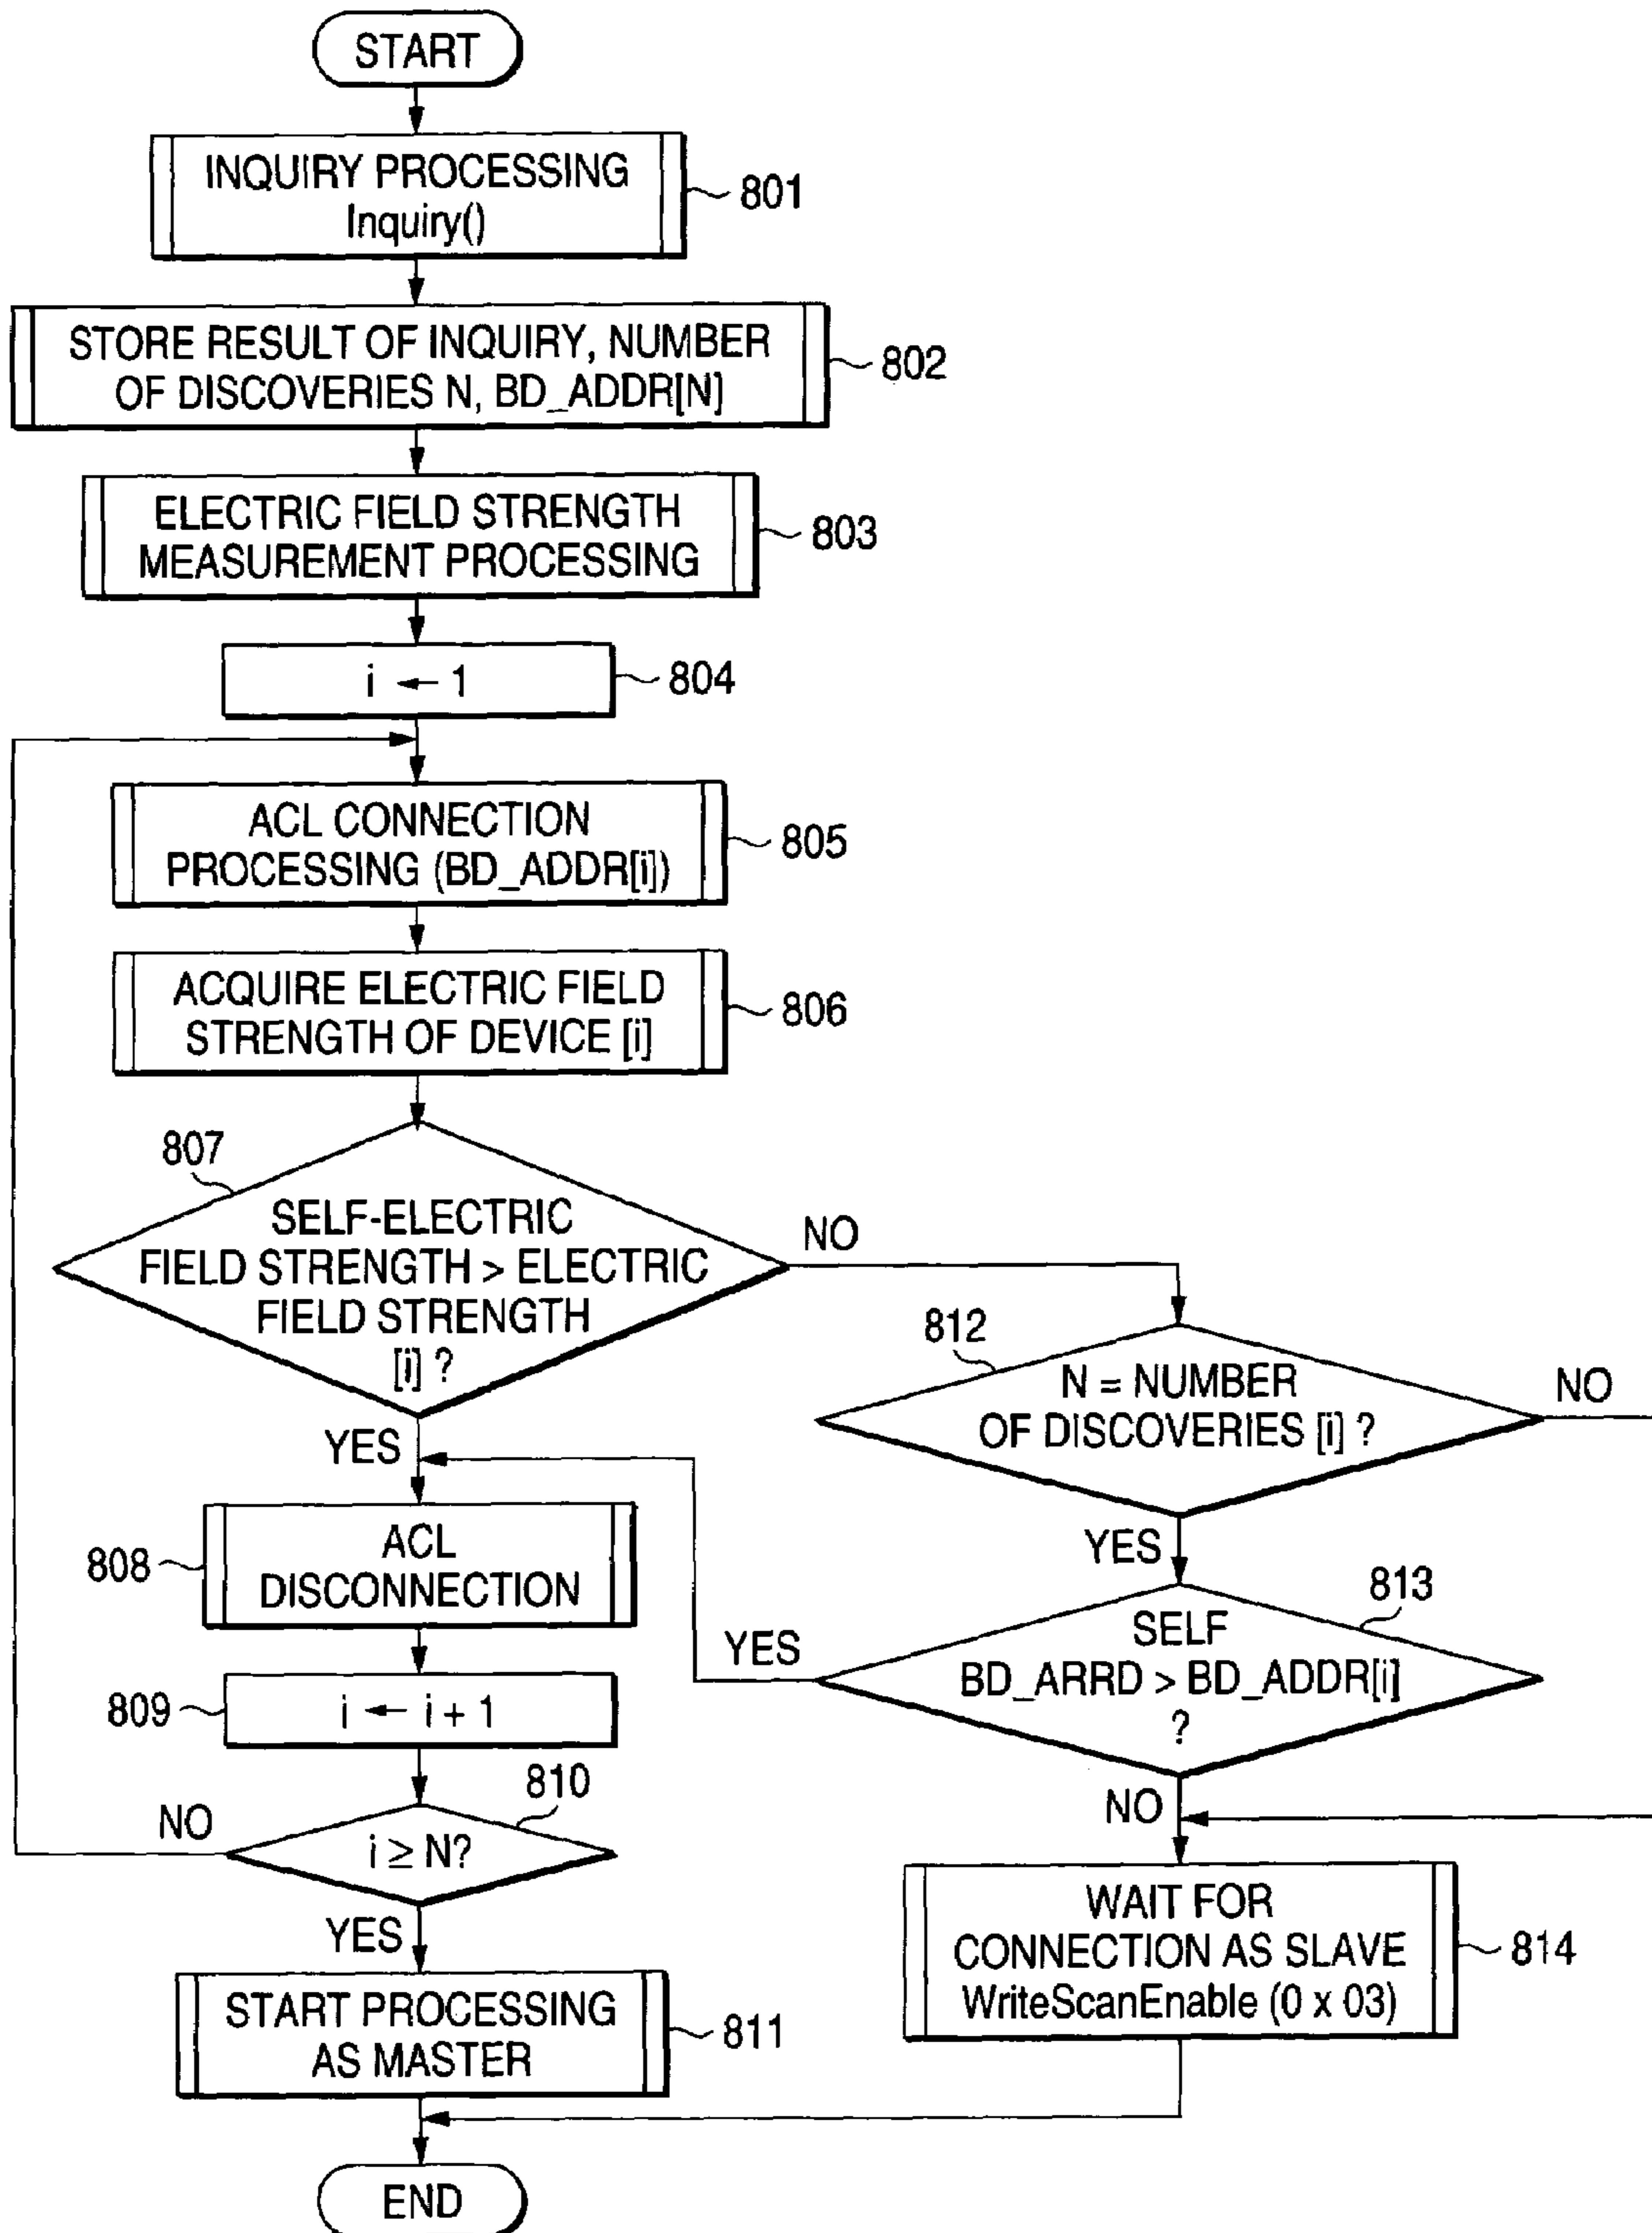 START
INQUIRY PROCESSING
Inquiry()
801
STORE RESULT OF INQUIRY, NUMBER
OF DISCOVERIES N, BD_ADDR[N]
802
ELECTRIC FIELD STRENGTH
MEASUREMENT PROCESSING
803
i ← 1
804
ACL CONNECTION
PROCESSING (BD_ADDR[i])
805
ACQUIRE ELECTRIC FIELD
STRENGTH OF DEVICE [i]
806
807
SELF-ELECTRIC
FIELD STRENGTH > ELECTRIC
FIELD STRENGTH
[i] ?
NO
YES
812
N = NUMBER
OF DISCOVERIES [i] ?
NO
YES
808
ACL
DISCONNECTION
813
SELF
BD_ARRD > BD_ADDR[i]
?
YES
NO
809
i ← i + 1
810
i ≥ N?
NO
YES
811
START PROCESSING
AS MASTER
WAIT FOR
CONNECTION AS SLAVE
WriteScanEnable (0 x 03)
814
END